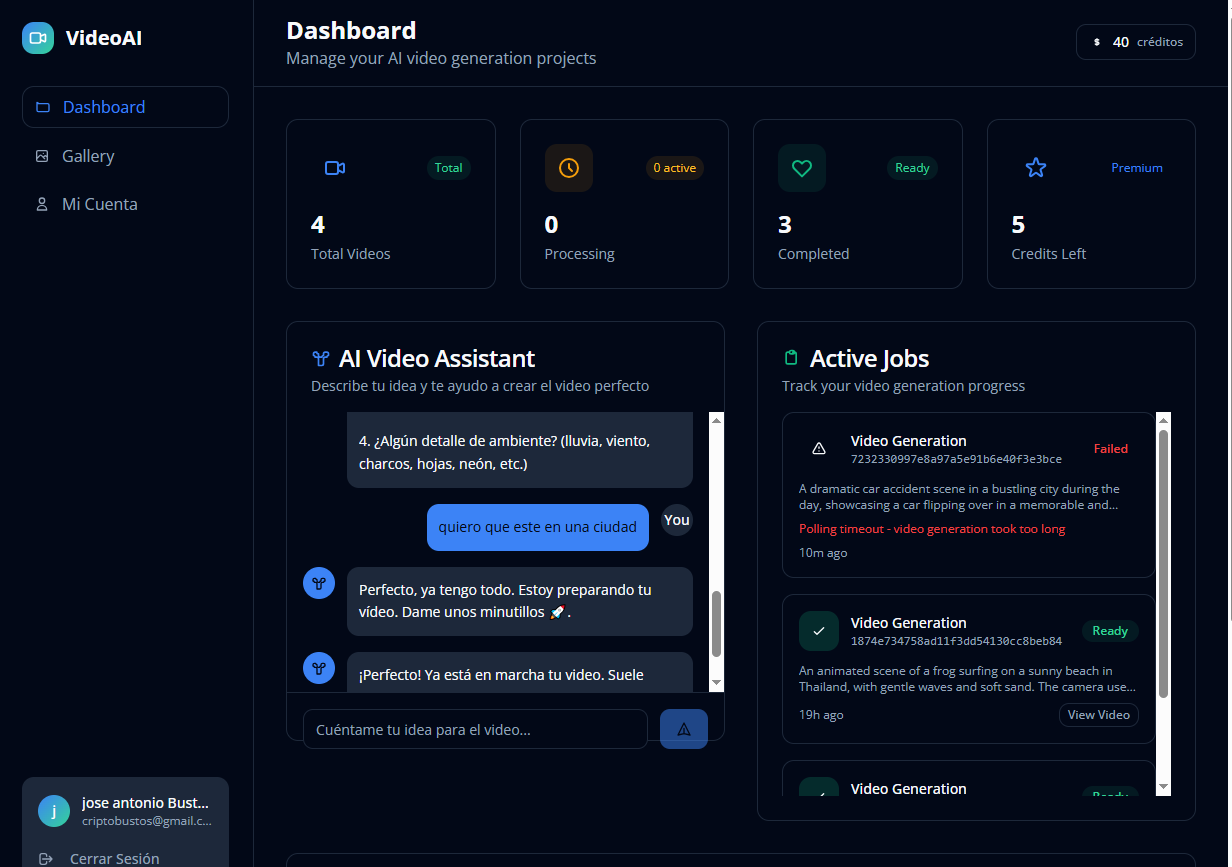 VideoAI
Dashboard
Gallery
Mi Cuenta
Dashboard
Manage your AI video generation projects
$ 40 créditos
Total
4
Total Videos
0 active
0
Processing
Ready
3
Completed
Premium
5
Credits Left
AI Video Assistant
Describe tu idea y te ayudo a crear el video perfecto
4. ¿Algún detalle de ambiente? (lluvia, viento,
charcos, hojas, neón, etc.)
quiero que este en una ciudad
You
Perfecto, ya tengo todo. Estoy preparando tu
vídeo. Dame unos minutillos 🚀.
¡Perfecto! Ya está en marcha tu video. Suele
Cuéntame tu idea para el video...
Active Jobs
Track your video generation progress
Video Generation
7232330997e8a97a5e91b6e40f3e3bce
Failed
A dramatic car accident scene in a bustling city during the
day, showcasing a car flipping over in a memorable and...
Polling timeout - video generation took too long
10m ago
Video Generation
1874e734758ad11f3dd54130cc8beb84
Ready
An animated scene of a frog surfing on a sunny beach in
Thailand, with gentle waves and soft sand. The camera use...
19h ago
View Video
Video Generation
Ready
j
jose antonio Bust...
criptobustos@gmail.c...
Cerrar Sesión